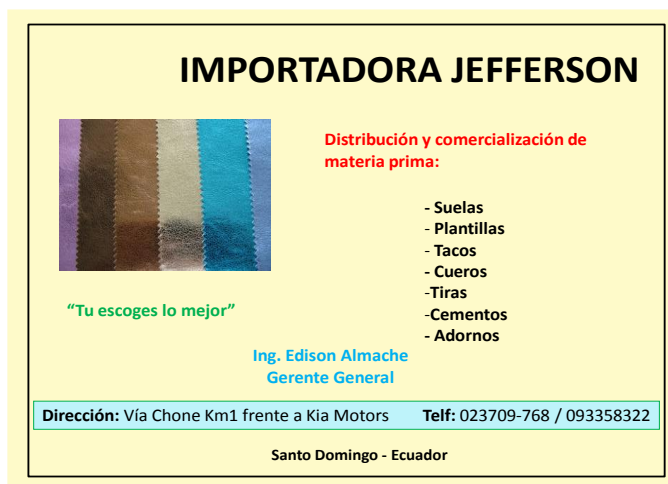 IMPORTADORA JEFFERSON
Distribución y comercialización de
materia prima:
- Suelas
- Plantillas
- Tacos
- Cueros
-Tiras
-Cementos
- Adornos
“Tu escoges lo mejor”
Ing. Edison Almache
Gerente General
Dirección: Vía Chone Km1 frente a Kia Motors Telf: 023709-768 / 093358322
Santo Domingo - Ecuador